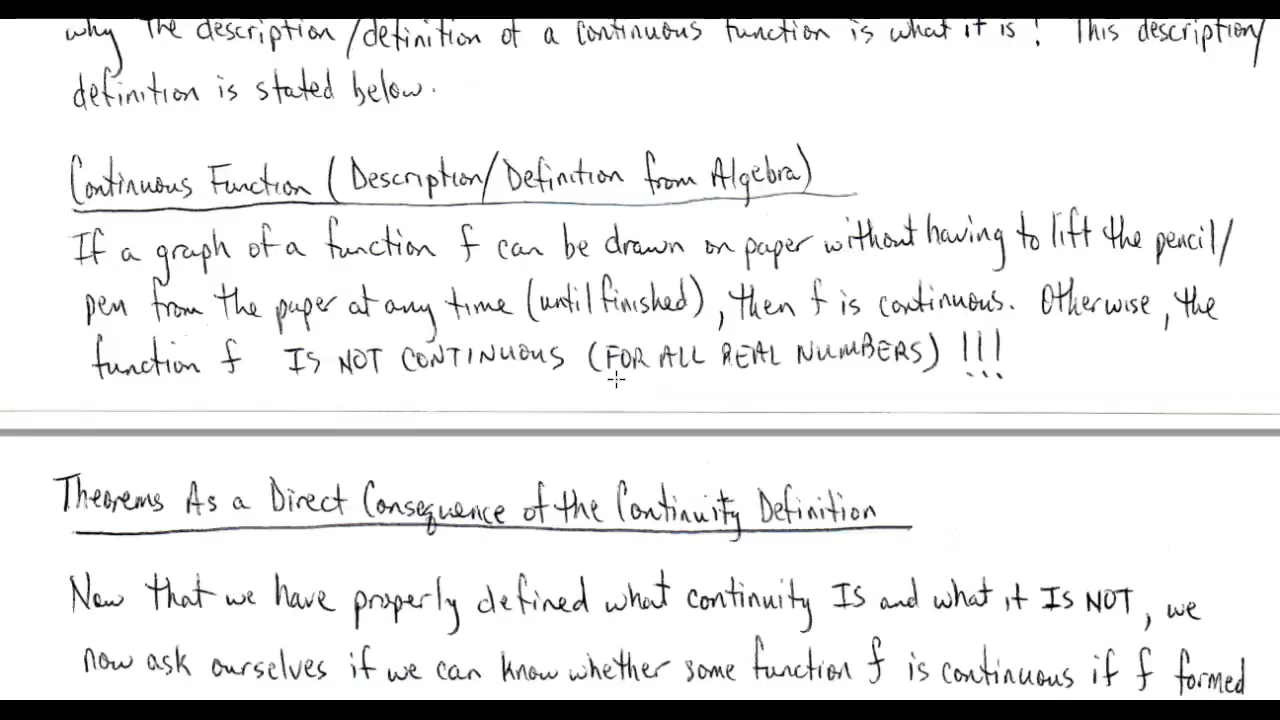 why the description/definition of a continuous function is what it is! This description/
definition is stated below.
Continuous Function (Description/Definition from Algebra)
If a graph of a function f can be drawn on paper without having to lift the pencil/
pen from the paper at any time (until finished), then f is continuous. Otherwise, the
function f IS NOT CONTINUOUS (FOR ALL REAL NUMBERS)!!!
Theorems As a Direct Consequence of the Continuity Definition
Now that we have properly defined what continuity IS and what it IS NOT, we
now ask ourselves if we can know whether some function f is continuous if f formed